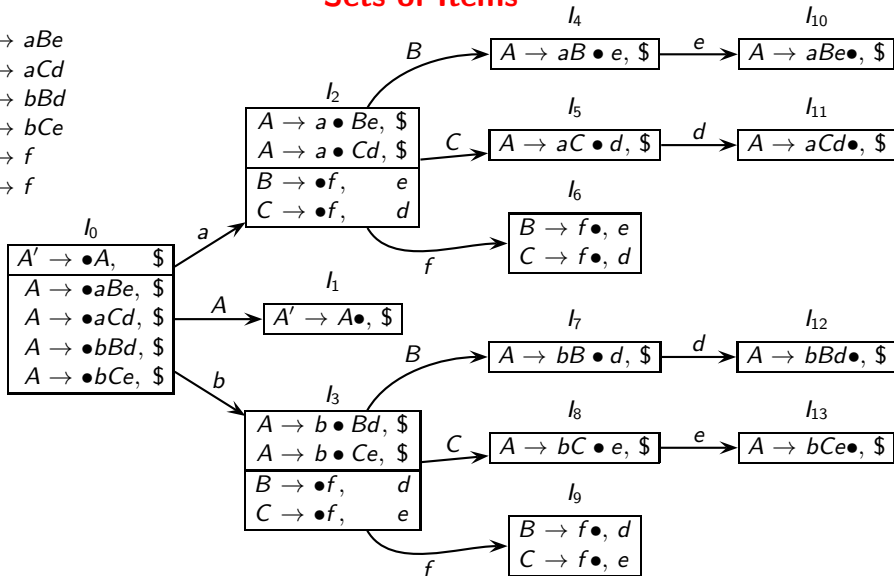 Sets of Items
→ aBe
→ aCd
→ bBd
→ bCe
→ f
→ f
I0
A′ → •A, $
A → •aBe, $
A → •aCd, $
A → •bBd, $
A → •bCe, $
a
A
b
I2
A → a • Be, $
A → a • Cd, $
B → •f, e
C → •f, d
B
C
f
I1
A′ → A•, $
I3
A → b • Bd, $
A → b • Ce, $
B → •f, d
C → •f, e
B
C
f
I4
A → aB • e, $
e
I10
A → aBe•, $
I5
A → aC • d, $
d
I11
A → aCd•, $
I6
B → f•, e
C → f•, d
I7
A → bB • d, $
d
I12
A → bBd•, $
I8
A → bC • e, $
e
I13
A → bCe•, $
I9
B → f•, d
C → f•, e